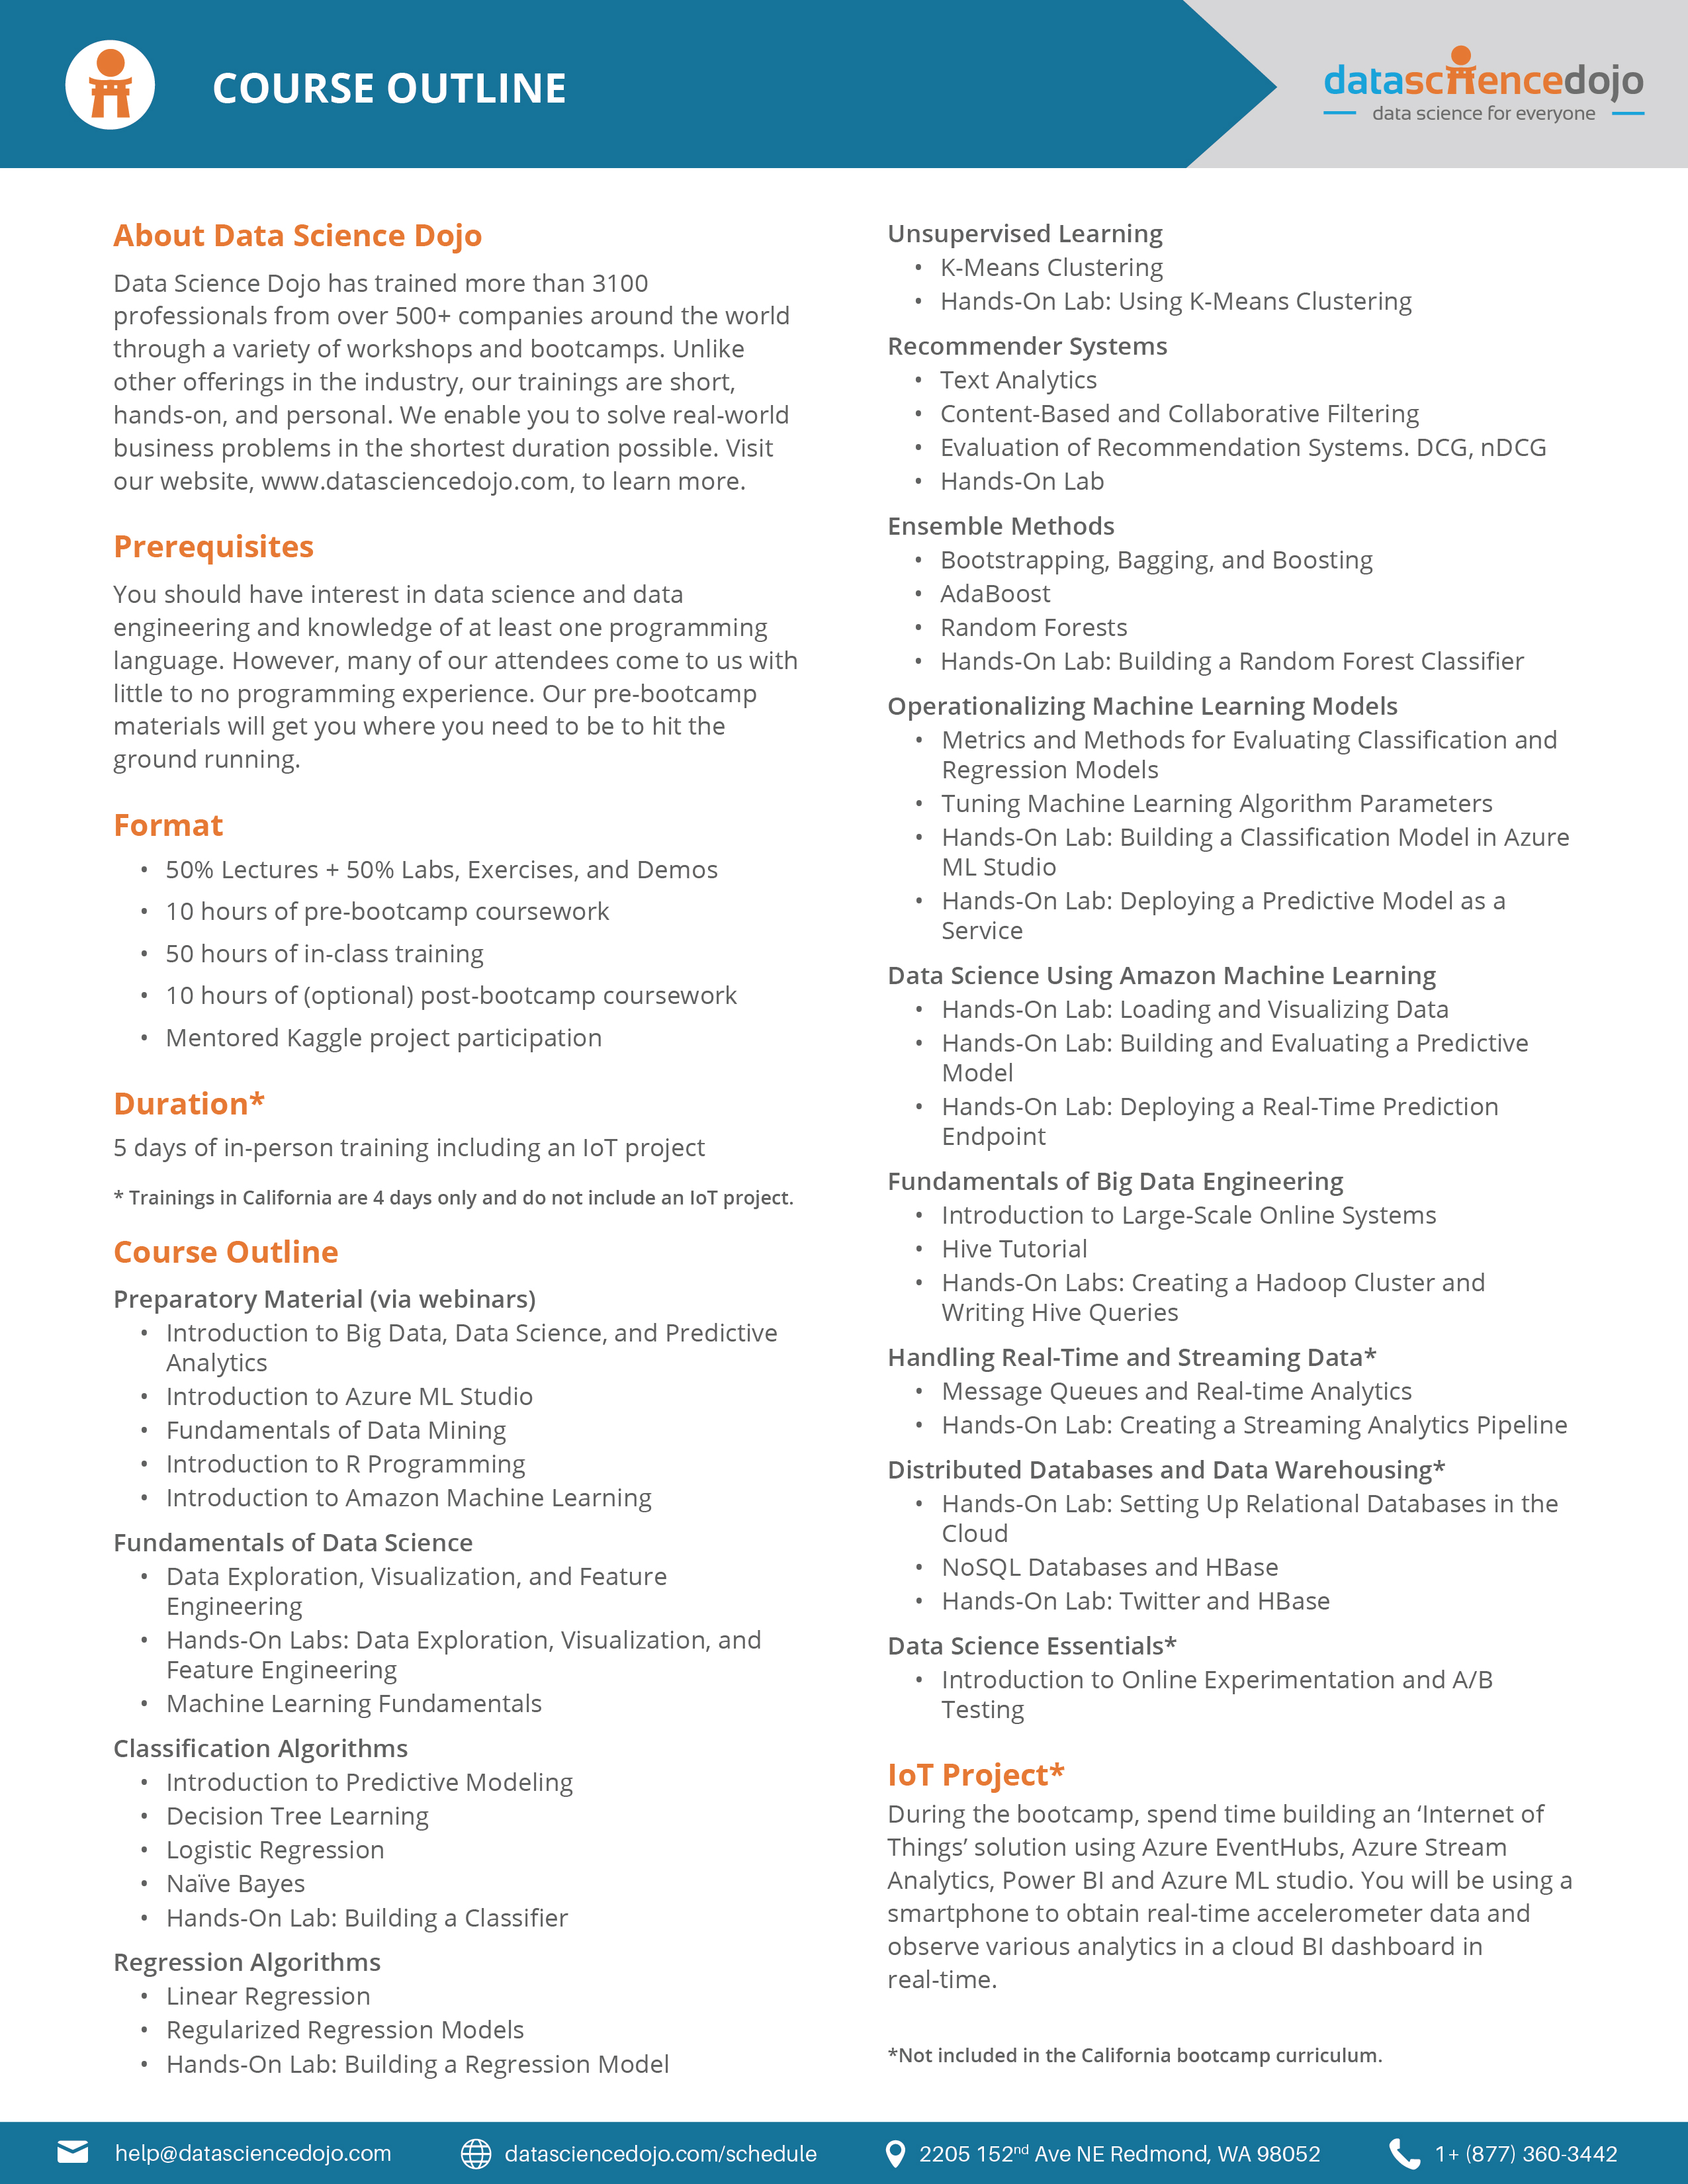 COURSE OUTLINE
datasciencedojo
data science for everyone
About Data Science Dojo
Data Science Dojo has trained more than 3100
professionals from over 500+ companies around the world
through a variety of workshops and bootcamps. Unlike
other offerings in the industry, our trainings are short,
hands-on, and personal. We enable you to solve real-world
business problems in the shortest duration possible. Visit
our website, www.datasciencedojo.com, to learn more.
Prerequisites
You should have interest in data science and data
engineering and knowledge of at least one programming
language. However, many of our attendees come to us with
little to no programming experience. Our pre-bootcamp
materials will get you where you need to be to hit the
ground running.
Format
• 50% Lectures + 50% Labs, Exercises, and Demos
• 10 hours of pre-bootcamp coursework
• 50 hours of in-class training
• 10 hours of (optional) post-bootcamp coursework
• Mentored Kaggle project participation
Duration*
5 days of in-person training including an IoT project
* Trainings in California are 4 days only and do not include an IoT project.
Course Outline
Preparatory Material (via webinars)
• Introduction to Big Data, Data Science, and Predictive
Analytics
• Introduction to Azure ML Studio
• Fundamentals of Data Mining
• Introduction to R Programming
• Introduction to Amazon Machine Learning
Fundamentals of Data Science
• Data Exploration, Visualization, and Feature
Engineering
• Hands-On Labs: Data Exploration, Visualization, and
Feature Engineering
• Machine Learning Fundamentals
Classification Algorithms
• Introduction to Predictive Modeling
• Decision Tree Learning
• Logistic Regression
• Naïve Bayes
• Hands-On Lab: Building a Classifier
Regression Algorithms
• Linear Regression
• Regularized Regression Models
• Hands-On Lab: Building a Regression Model
Unsupervised Learning
• K-Means Clustering
• Hands-On Lab: Using K-Means Clustering
Recommender Systems
• Text Analytics
• Content-Based and Collaborative Filtering
• Evaluation of Recommendation Systems. DCG, nDCG
• Hands-On Lab
Ensemble Methods
• Bootstrapping, Bagging, and Boosting
• AdaBoost
• Random Forests
• Hands-On Lab: Building a Random Forest Classifier
Operationalizing Machine Learning Models
• Metrics and Methods for Evaluating Classification and
Regression Models
• Tuning Machine Learning Algorithm Parameters
• Hands-On Lab: Building a Classification Model in Azure
ML Studio
• Hands-On Lab: Deploying a Predictive Model as a
Service
Data Science Using Amazon Machine Learning
• Hands-On Lab: Loading and Visualizing Data
• Hands-On Lab: Building and Evaluating a Predictive
Model
• Hands-On Lab: Deploying a Real-Time Prediction
Endpoint
Fundamentals of Big Data Engineering
• Introduction to Large-Scale Online Systems
• Hive Tutorial
• Hands-On Labs: Creating a Hadoop Cluster and
Writing Hive Queries
Handling Real-Time and Streaming Data*
• Message Queues and Real-time Analytics
• Hands-On Lab: Creating a Streaming Analytics Pipeline
Distributed Databases and Data Warehousing*
• Hands-On Lab: Setting Up Relational Databases in the
Cloud
• NoSQL Databases and HBase
• Hands-On Lab: Twitter and HBase
Data Science Essentials*
• Introduction to Online Experimentation and A/B
Testing
IoT Project*
During the bootcamp, spend time building an ‘Internet of
Things’ solution using Azure EventHubs, Azure Stream
Analytics, Power BI and Azure ML studio. You will be using a
smartphone to obtain real-time accelerometer data and
observe various analytics in a cloud BI dashboard in
real-time.
*Not included in the California bootcamp curriculum.
help@datasciencedojo.com
datasciencedojo.com/schedule
2205 152nd Ave NE Redmond, WA 98052
1+ (877) 360-3442